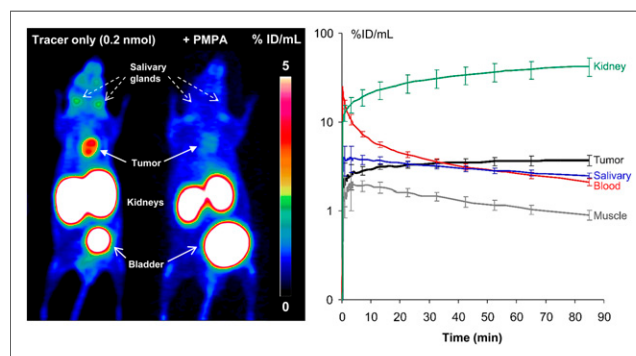 Tracer only (0.2 nmol) + PMPA % ID/mL
5
Salivary
glands
Tumor
Kidneys
Bladder
0
%ID/mL
100
10
1
0
Kidney
Tumor
Salivary
Blood
Muscle
0 10 20 30 40 50 60 70 80 90
Time (min)